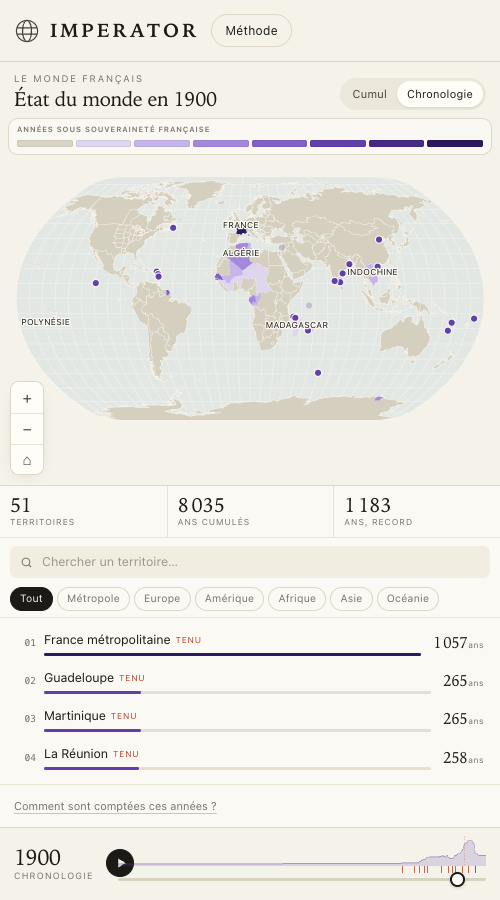 IMPERATOR
Méthode
LE MONDE FRANÇAIS
État du monde en 1900
Cumul
Chronologie
ANNÉES SOUS SOUVERAINETÉ FRANÇAISE
FRANCE
ALGÉRIE
INDOCHINE
POLYNÉSIE
MADAGASCAR
+
−
51
TERRITOIRES
8 035
ANS CUMULÉS
1 183
ANS, RECORD
Chercher un territoire...
Tout
Métropole
Europe
Amérique
Afrique
Asie
Océanie
01 France métropolitaine TENU 1 057 ans
02 Guadeloupe TENU 265 ans
03 Martinique TENU 265 ans
04 La Réunion TENU 258 ans
Comment sont comptées ces années ?
1900
CHRONOLOGIE